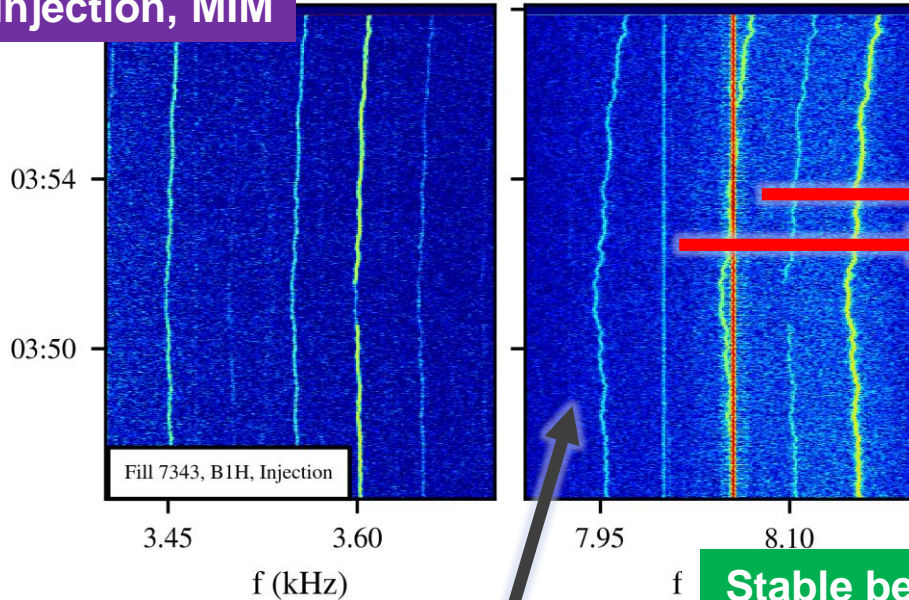 Injection, MIM
03:54
03:50
Fill 7343, B1H, Injection
3.45 3.60 7.95 8.10
f (kHz) f
Stable be